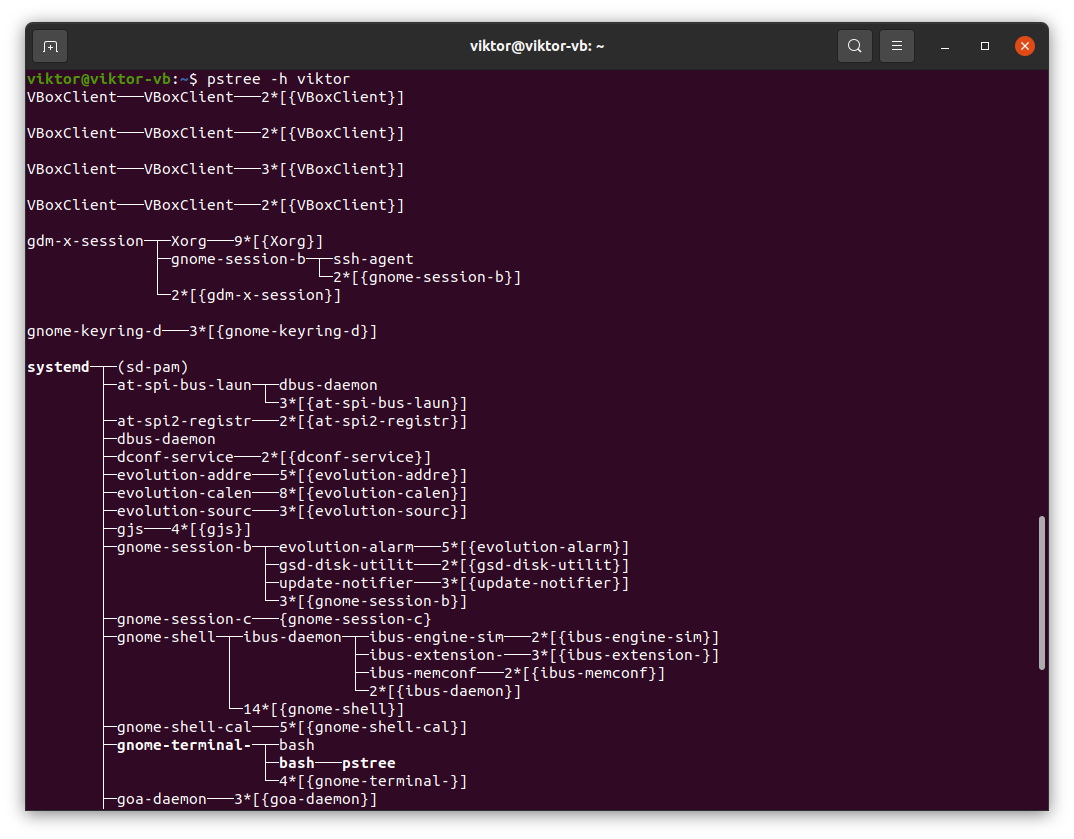 viktor@viktor-vb: ~
viktor@viktor-vb:~$ pstree -h viktor
VBoxClient───VBoxClient───2*[{VBoxClient}]

VBoxClient───VBoxClient───2*[{VBoxClient}]

VBoxClient───VBoxClient───3*[{VBoxClient}]

VBoxClient───VBoxClient───2*[{VBoxClient}]

gdm-x-session─┬─Xorg───9*[{Xorg}]
              ├─gnome-session-b─┬─ssh-agent
              │                 └─2*[{gnome-session-b}]
              └─2*[{gdm-x-session}]

gnome-keyring-d───3*[{gnome-keyring-d}]

systemd─┬─(sd-pam)
        ├─at-spi-bus-laun─┬─dbus-daemon
        │                 └─3*[{at-spi-bus-laun}]
        ├─at-spi2-registr───2*[{at-spi2-registr}]
        ├─dbus-daemon
        ├─dconf-service───2*[{dconf-service}]
        ├─evolution-addre───5*[{evolution-addre}]
        ├─evolution-calen───8*[{evolution-calen}]
        ├─evolution-sourc───3*[{evolution-sourc}]
        ├─gjs───4*[{gjs}]
        ├─gnome-session-b─┬─evolution-alarm───5*[{evolution-alarm}]
        │                 ├─gsd-disk-utilit───2*[{gsd-disk-utilit}]
        │                 ├─update-notifier───3*[{update-notifier}]
        │                 └─3*[{gnome-session-b}]
        ├─gnome-session-c───{gnome-session-c}
        ├─gnome-shell─┬─ibus-daemon─┬─ibus-engine-sim───2*[{ibus-engine-sim}]
        │             │             ├─ibus-extension-───3*[{ibus-extension-}]
        │             │             ├─ibus-memconf───2*[{ibus-memconf}]
        │             │             └─2*[{ibus-daemon}]
        │             └─14*[{gnome-shell}]
        ├─gnome-shell-cal───5*[{gnome-shell-cal}]
        ├─gnome-terminal-─┬─bash
        │                 ├─bash───pstree
        │                 └─4*[{gnome-terminal-}]
        ├─goa-daemon───3*[{goa-daemon}]